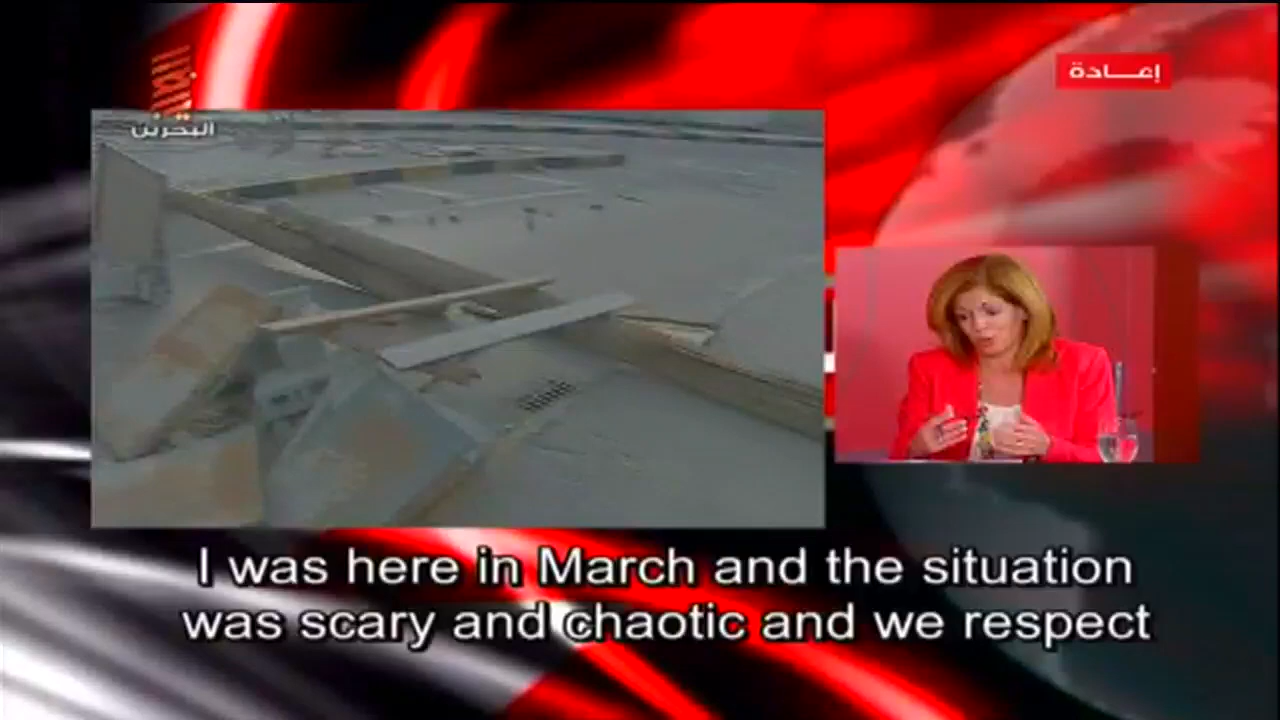 إعادة
البحرين
I was here in March and the situation
was scary and chaotic and we respect